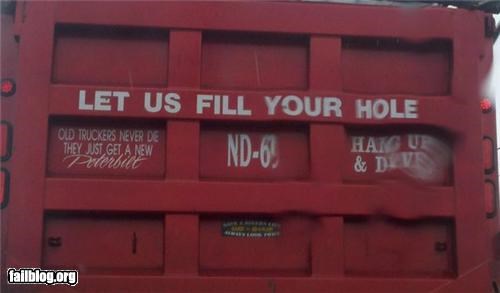 LET US FILL YOUR HOLE
OLD TRUCKERS NEVER DIE
THEY JUST GET A NEW
Peterbilt
ND-69
HANG UP
& DRIVE
failblog.org